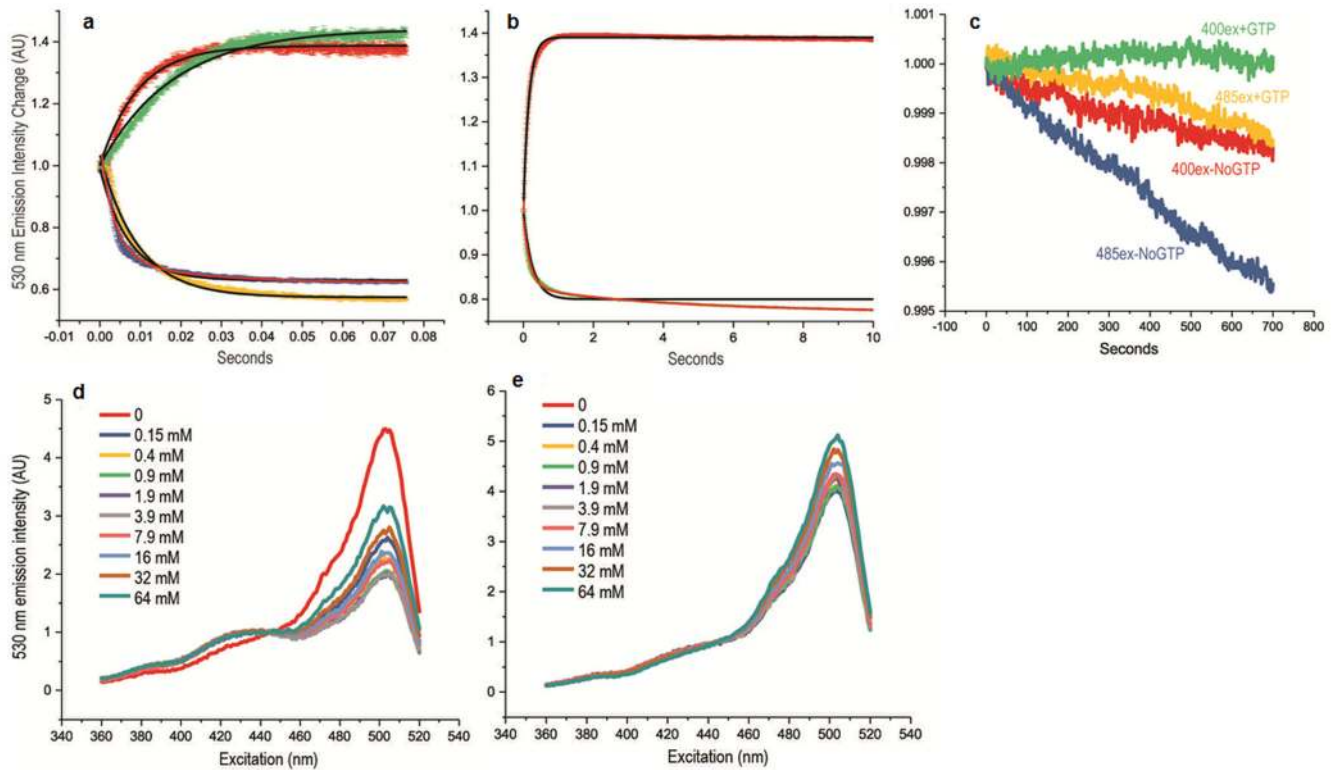 a
530 nm Emission Intensity Change (AU)
1.4
1.2
1.0
0.8
0.6
-0.01 0.00 0.01 0.02 0.03 0.04 0.05 0.06 0.07 0.08
Seconds
b
1.4
1.3
1.2
1.1
1.0
0.9
0.8
0 2 4 6 8 10
Seconds
c
1.001
1.000
0.999
0.998
0.997
0.996
0.995
400ex+GTP
485ex+GTP
400ex-NoGTP
485ex-NoGTP
-100 0 100 200 300 400 500 600 700 800
Seconds
d
530 nm emission intensity (AU)
5
4
3
2
1
0
0
0.15 mM
0.4 mM
0.9 mM
1.9 mM
3.9 mM
7.9 mM
16 mM
32 mM
64 mM
340 360 380 400 420 440 460 480 500 520 540
Excitation (nm)
e
6
5
4
3
2
1
0
0
0.15 mM
0.4 mM
0.9 mM
1.9 mM
3.9 mM
7.9 mM
16 mM
32 mM
64 mM
340 360 380 400 420 440 460 480 500 520 540
Excitation (nm)